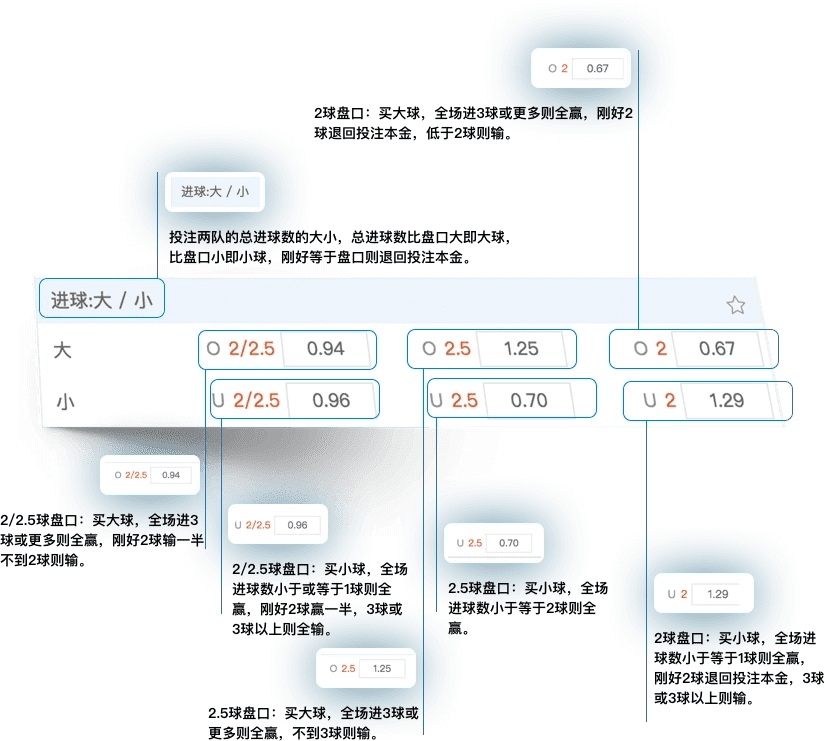 O 2 0.67
2球盘口：买大球，全场进3球或更多则全赢，刚好2
球退回投注本金，低于2球则输。
进球:大 / 小
投注两队的总进球数的大小，总进球数比盘口大即大球，
比盘口小即小球，刚好等于盘口则退回投注本金。
进球:大 / 小
大 O 2/2.5 0.94 O 2.5 1.25 O 2 0.67
小 U 2/2.5 0.96 U 2.5 0.70 U 2 1.29
O 2/2.5 0.94
2/2.5球盘口：买大球，全场进3
球或更多则全赢，刚好2球输一半
不到2球则输。
U 2/2.5 0.96
2/2.5球盘口：买小球，全场
进球数小于或等于1球则全
赢，刚好2球赢一半，3球或
3球以上则全输。
U 2.5 0.70
2.5球盘口：买小球，全场
进球数小于等于2球则全
赢。
U 2 1.29
2球盘口：买小球，全场进
球数小于等于1球则全赢，
刚好2球退回投注本金，3球
或3球以上则输。
O 2.5 1.25
2.5球盘口：买大球，全场进3球或
更多则全赢，不到3球则输。